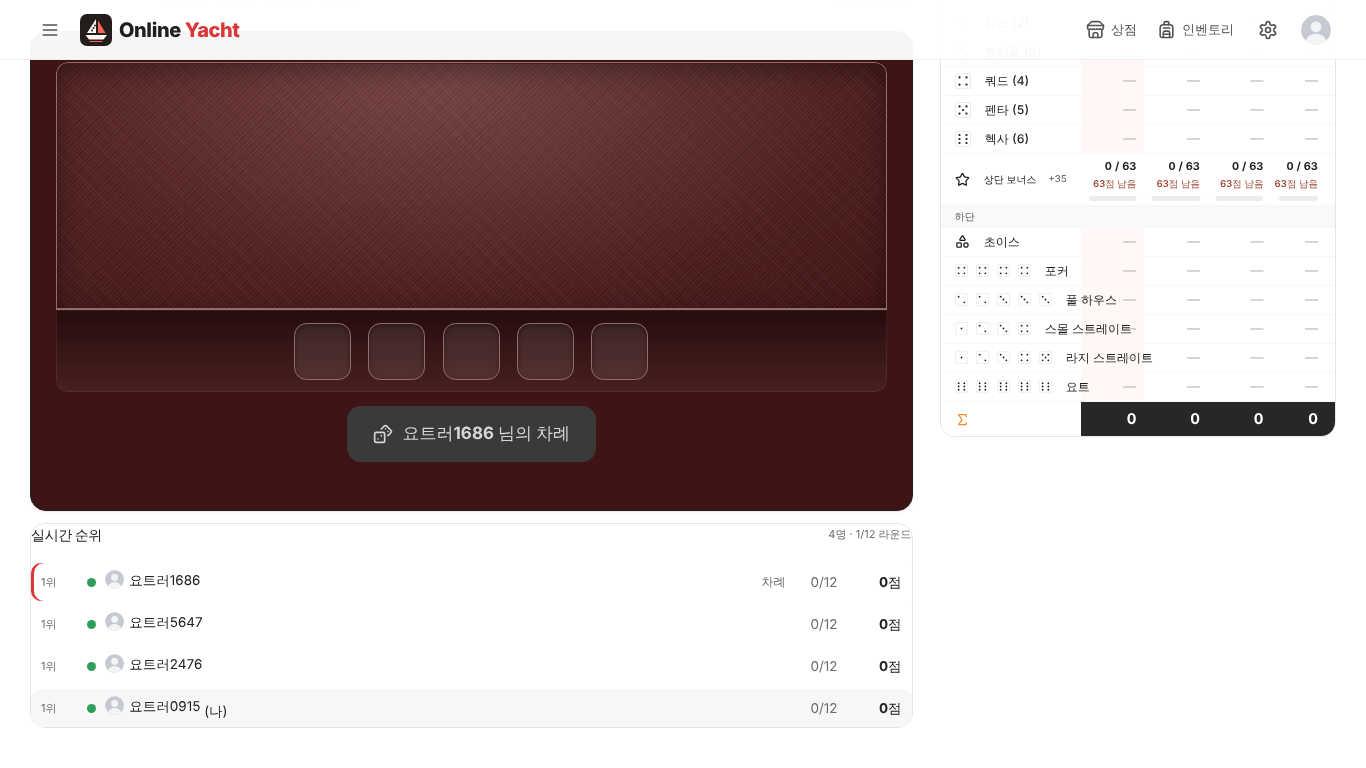 Online Yacht
상점
인벤토리
쿼드 (4)
펜타 (5)
헥사 (6)
상단 보너스 +35
0 / 63 0 / 63 0 / 63 0 / 63
63점 남음 63점 남음 63점 남음 63점 남음
하단
초이스
포커
풀 하우스
스몰 스트레이트
라지 스트레이트
요트
Σ 0 0 0 0
요트러1686 님의 차례
실시간 순위 4명 · 1/12 라운드
1위 요트러1686 차례 0/12 0점
1위 요트러5647 0/12 0점
1위 요트러2476 0/12 0점
1위 요트러0915 (나) 0/12 0점